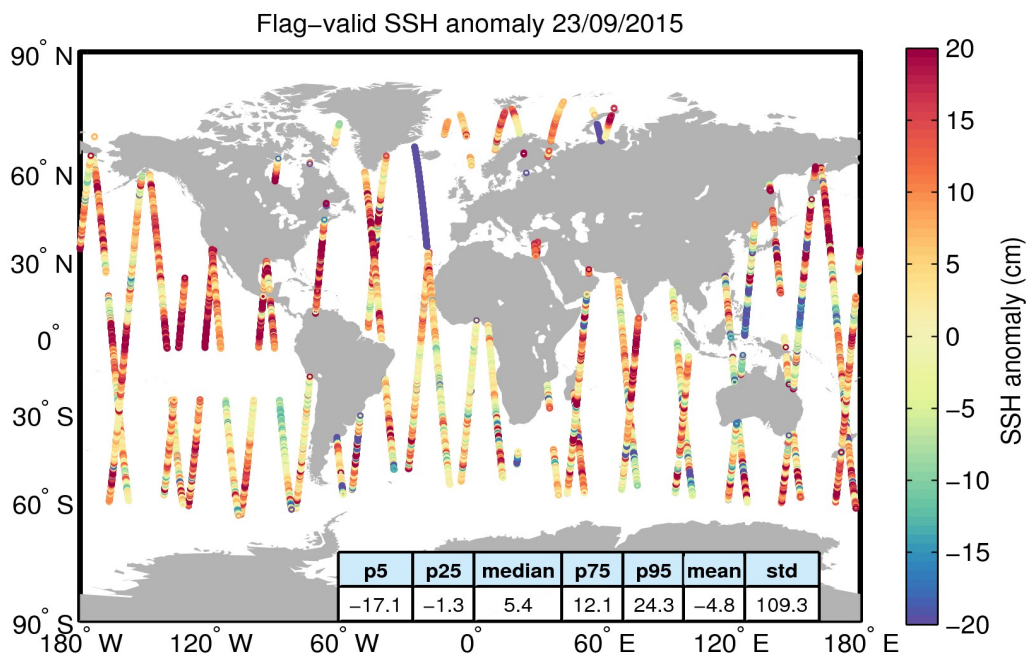 Flag−valid SSH anomaly 23/09/2015
90° N
60° N
30° N
0°
30° S
60° S
90° S
180° W
120° W
60° W
0°
60° E
120° E
180° E
p5 p25 median p75 p95 mean std
−17.1 −1.3 5.4 12.1 24.3 −4.8 109.3
20
15
10
5
0
−5
−10
−15
−20
SSH anomaly (cm)